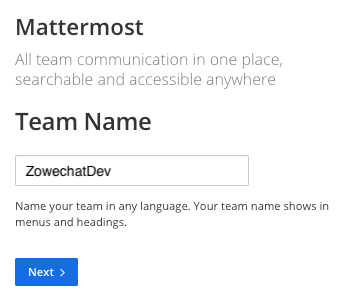 Mattermost
All team communication in one place,
searchable and accessible anywhere
Team Name
ZowechatDev
Name your team in any language. Your team name shows in
menus and headings.
Next >